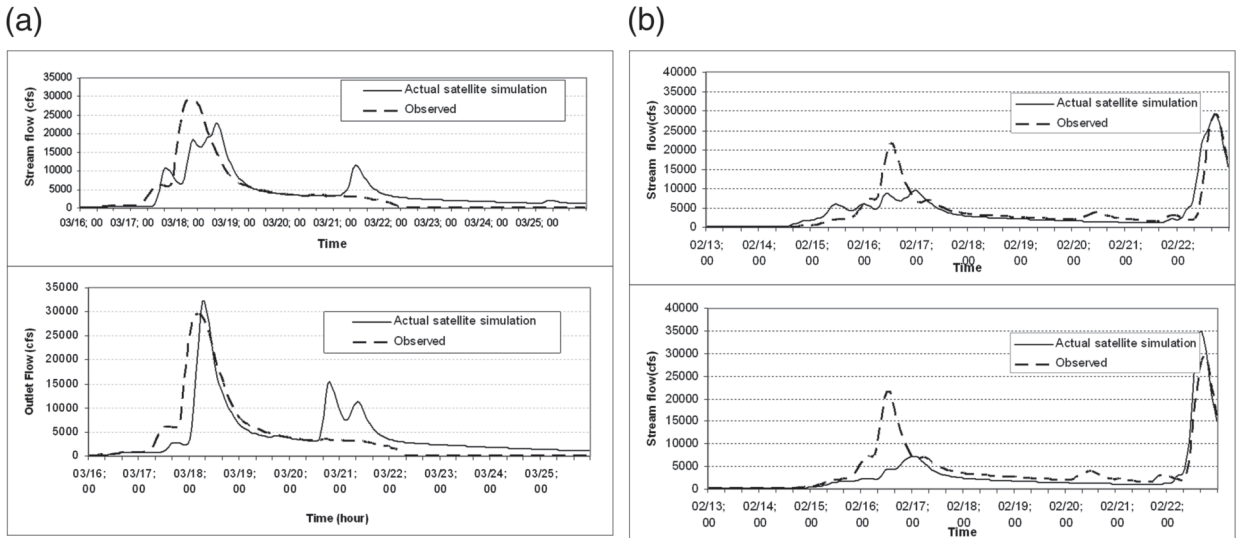 (a)
(b)
35000
30000
25000
20000
15000
10000
5000
0
Stream flow (cfs)
Actual satellite simulation
Observed
03/16; 00 03/17; 00 03/18; 00 03/19; 00 03/20; 00 03/21; 00 03/22; 00 03/23; 00 03/24; 00 03/25; 00
Time
35000
30000
25000
20000
15000
10000
5000
0
Outlet Flow (cfs)
Actual satellite simulation
Observed
03/16; 03/17; 03/18; 03/19; 03/20; 03/21; 03/22; 03/23; 03/24; 03/25;
00 00 00 00 00 00 00 00 00 00
Time (hour)
40000
35000
30000
25000
20000
15000
10000
5000
0
Stream flow(cfs)
Actual satellite simulation
Observed
02/13; 02/14; 02/15; 02/16; 02/17; 02/18; 02/19; 02/20; 02/21; 02/22;
00 00 00 00 00 00 00 00 00 00
Time
40000
35000
30000
25000
20000
15000
10000
5000
0
Stream flow(cfs)
Actual satellite simulation
Observed
02/13; 02/14; 02/15; 02/16; 02/17; 02/18; 02/19; 02/20; 02/21; 02/22;
00 00 00 00 00 00 00 00 00 00
Time